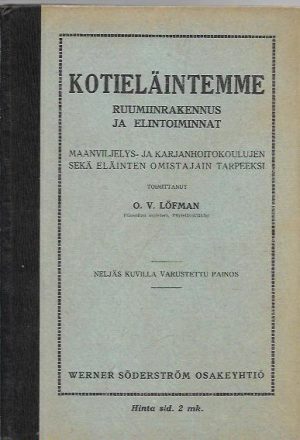 KOTIELÄINTEMME
RUUMIINRAKENNUS
JA ELINTOIMINNAT
MAANVILJELYS- JA KARJANHOITOKOULUJEN
SEKÄ ELÄINTEN OMISTAJAIN TARPEEKSI
TOIMITTANUT
O. V. LÖFMAN
NELJÄS KUVILLA VARUSTETTU PAINOS
WERNER SÖDERSTRÖM OSAKEYHTIÖ
Hinta sid. 2 mk.